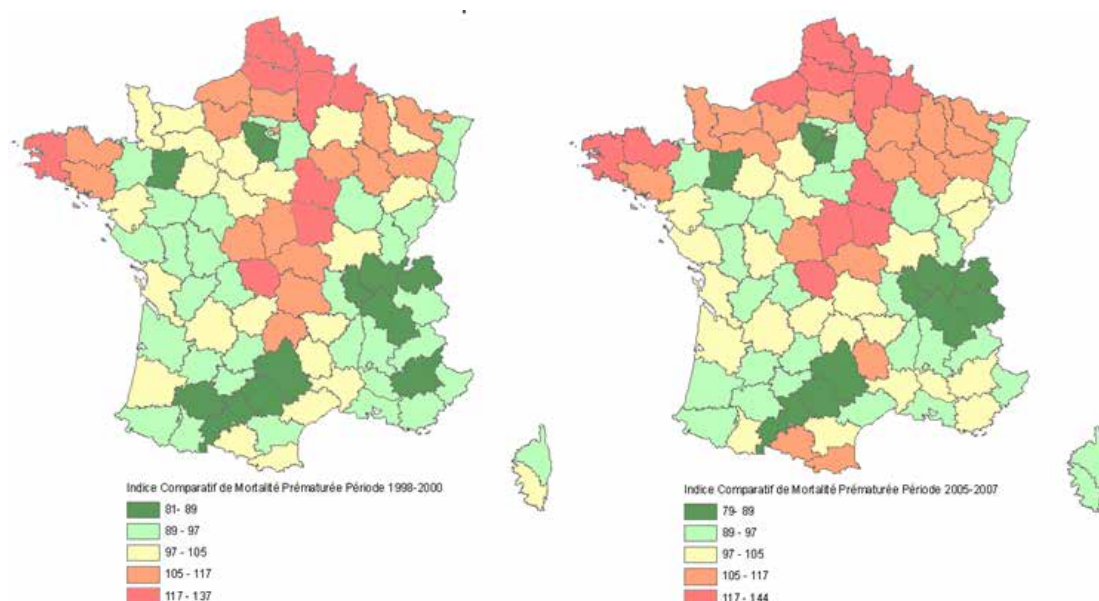 Indice Comparatif de Mortalité Prématurée Période 1998-2000
81- 89
89 - 97
97 - 105
105 - 117
117 - 137
Indice Comparatif de Mortalité Prématurée Période 2005-2007
79- 89
89 - 97
97 - 105
105 - 117
117 - 144